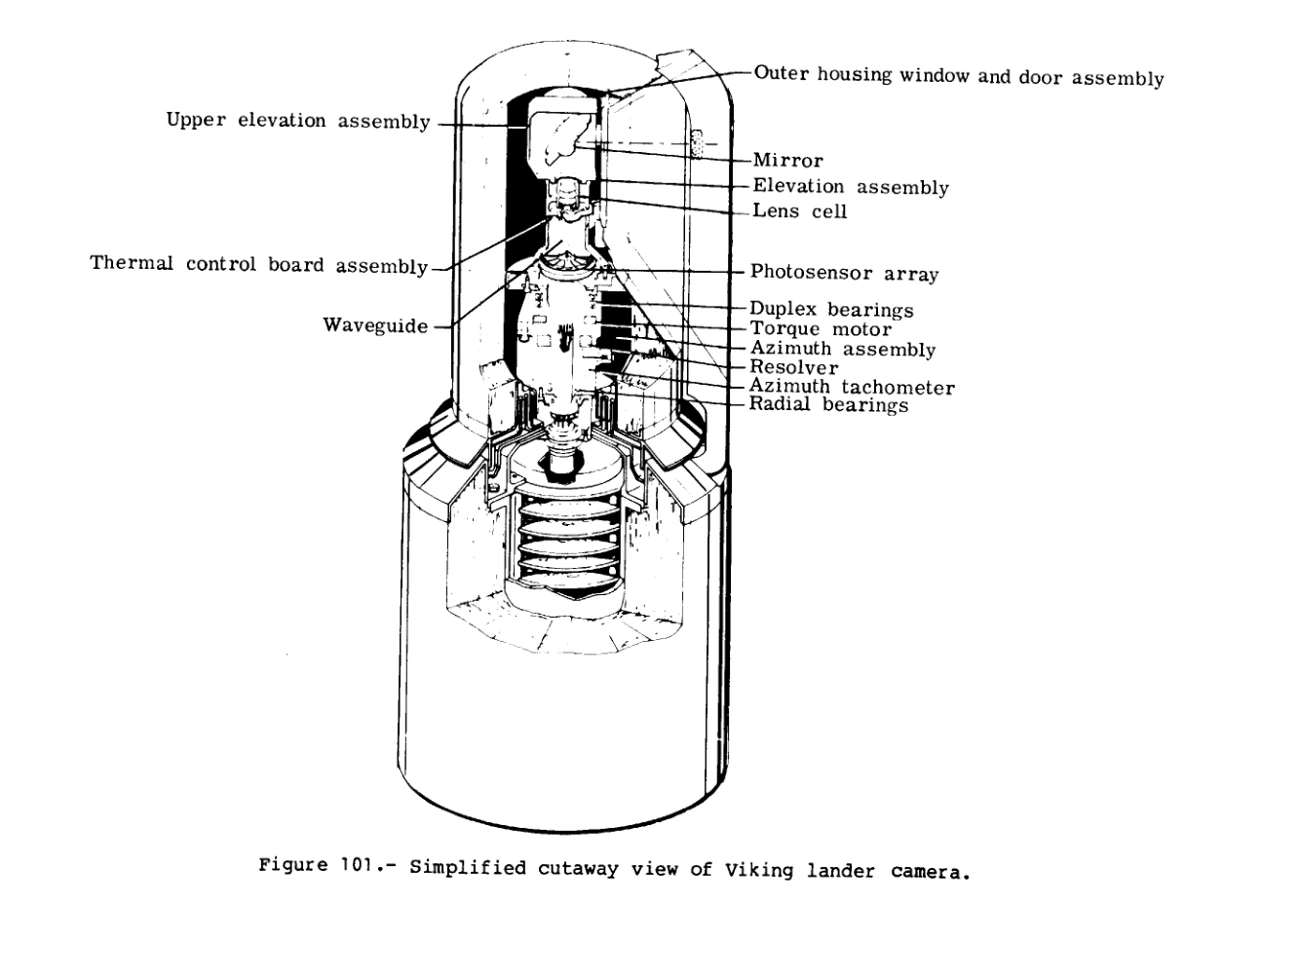 Outer housing window and door assembly
Upper elevation assembly
Mirror
Elevation assembly
Lens cell
Thermal control board assembly
Photosensor array
Duplex bearings
Waveguide
Torque motor
Azimuth assembly
Resolver
Azimuth tachometer
Radial bearings
Figure 101.- Simplified cutaway view of Viking lander camera.